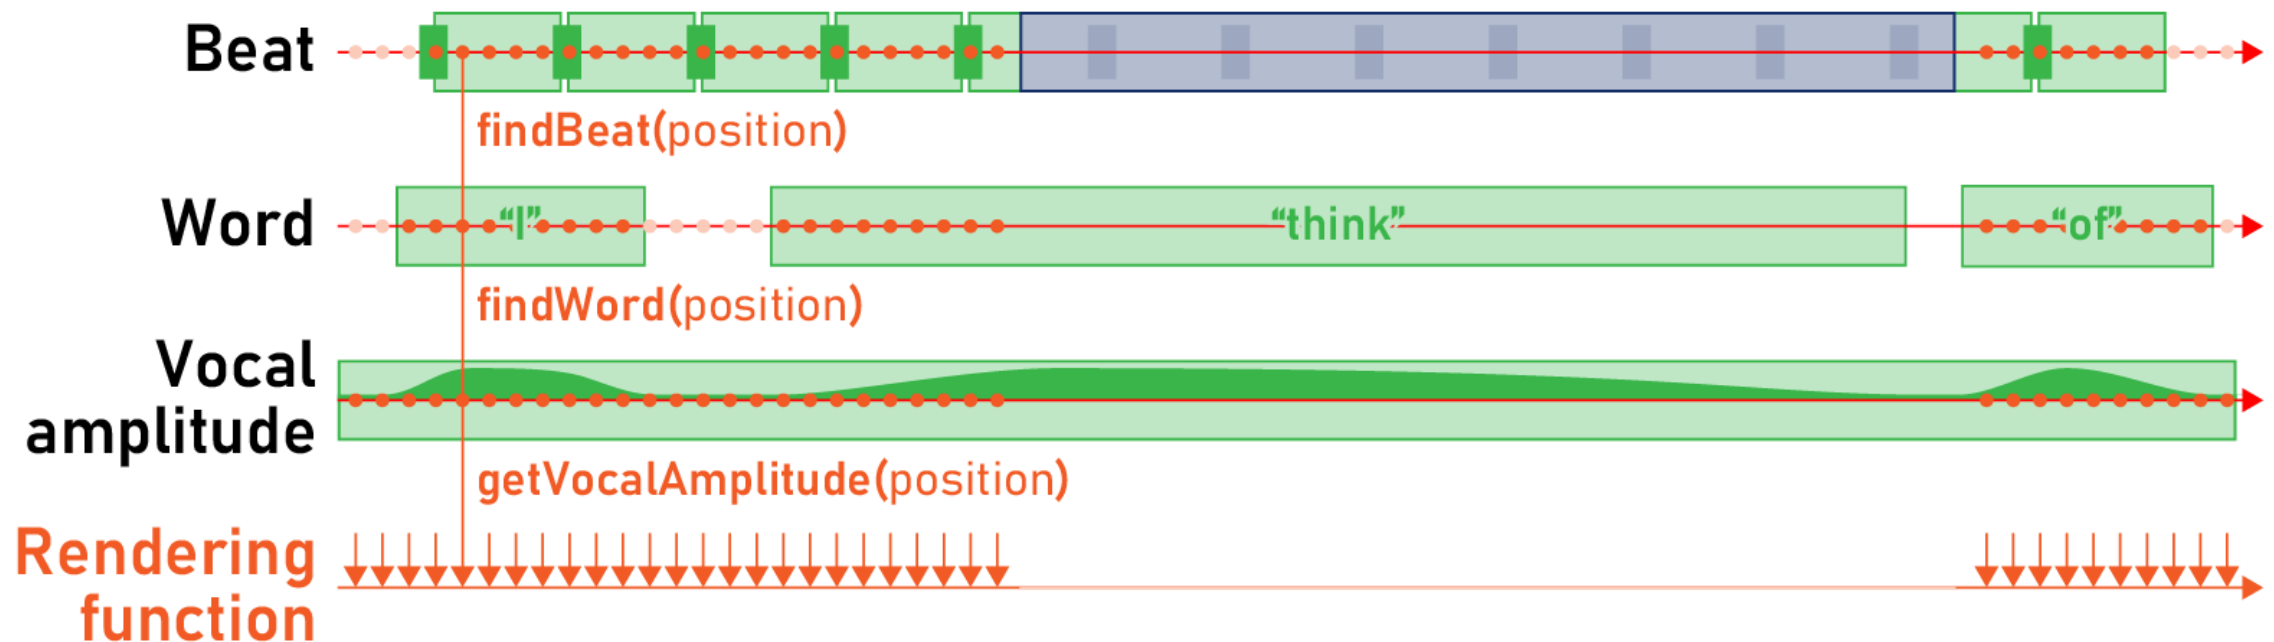 Beat
findBeat(position)
Word
“I”
“think”
“of”
findWord(position)
Vocal
amplitude
getVocalAmplitude(position)
Rendering
function